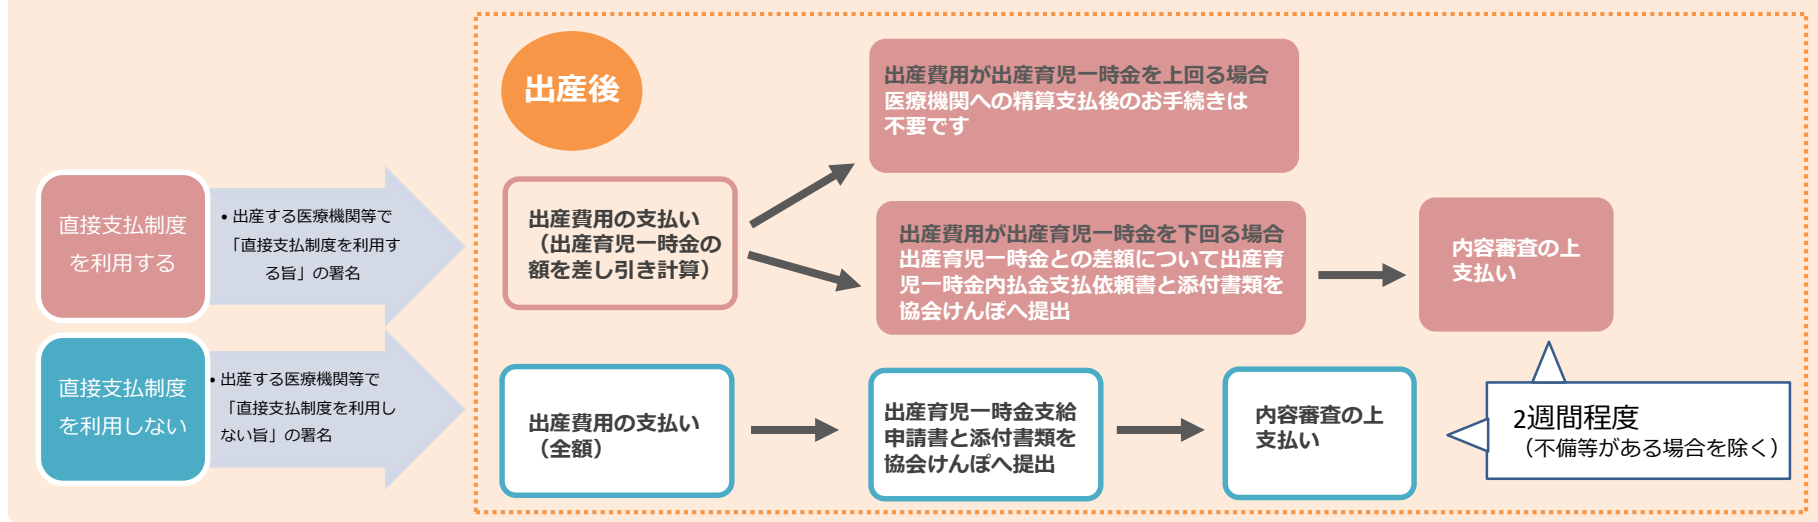 出産後
直接支払制度
を利用する
• 出産する医療機関等で
「直接支払制度を利用す
る旨」の署名
出産費用の支払い
（出産育児一時金の
額を差し引き計算）
出産費用が出産育児一時金を上回る場合
医療機関への精算支払後のお手続きは
不要です
出産費用が出産育児一時金を下回る場合
出産育児一時金との差額について出産育
児一時金内払金支払依頼書と添付書類を
協会けんぽへ提出
内容審査の上
支払い
直接支払制度
を利用しない
• 出産する医療機関等で
「直接支払制度を利用し
ない旨」の署名
出産費用の支払い
（全額）
出産育児一時金支給
申請書と添付書類を
協会けんぽへ提出
内容審査の上
支払い
2週間程度
（不備等がある場合を除く）